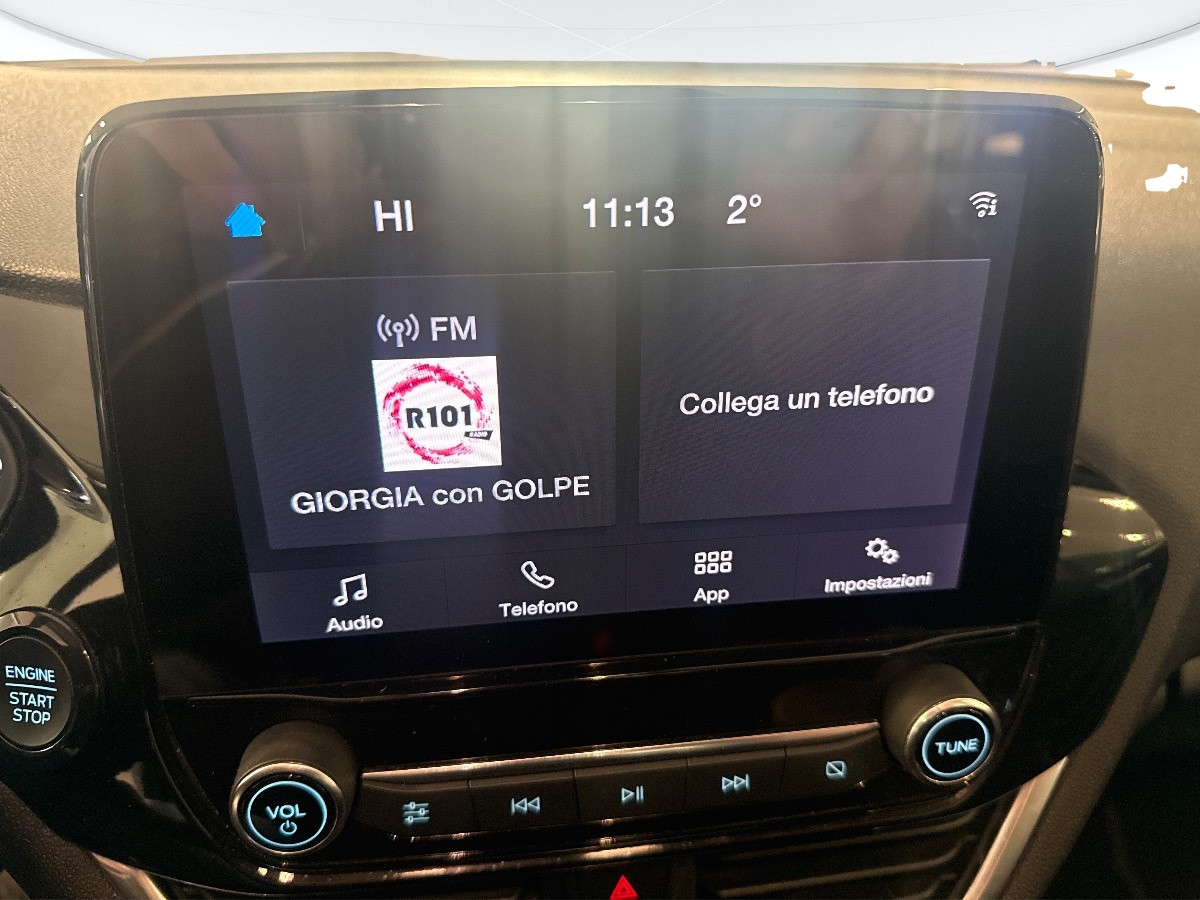 HI 11:13 2°
FM
R101
RADIO
GIORGIA con GOLPE
Collega un telefono
Audio
Telefono
App
Impostazioni
ENGINE
START
STOP
VOL
TUNE